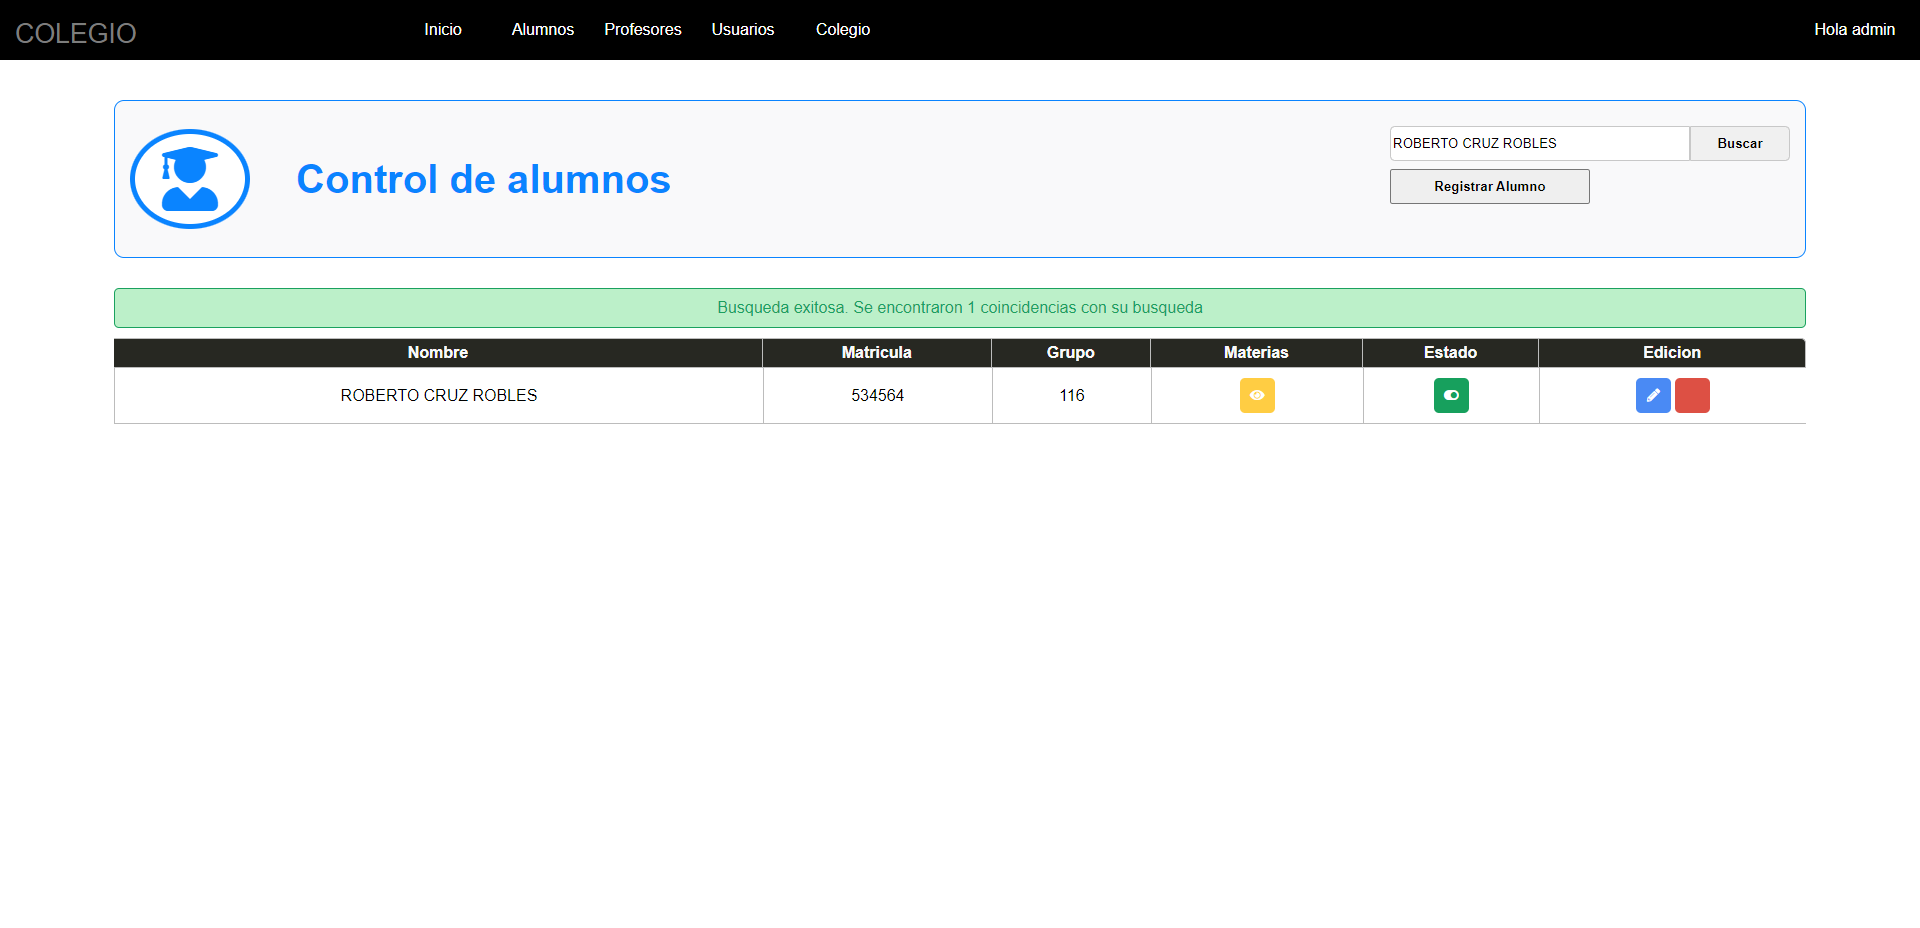 COLEGIO Inicio Alumnos Profesores Usuarios Colegio Hola admin
Control de alumnos
ROBERTO CRUZ ROBLES Buscar
Registrar Alumno
Busqueda exitosa. Se encontraron 1 coincidencias con su busqueda
Nombre Matricula Grupo Materias Estado Edicion
ROBERTO CRUZ ROBLES 534564 116